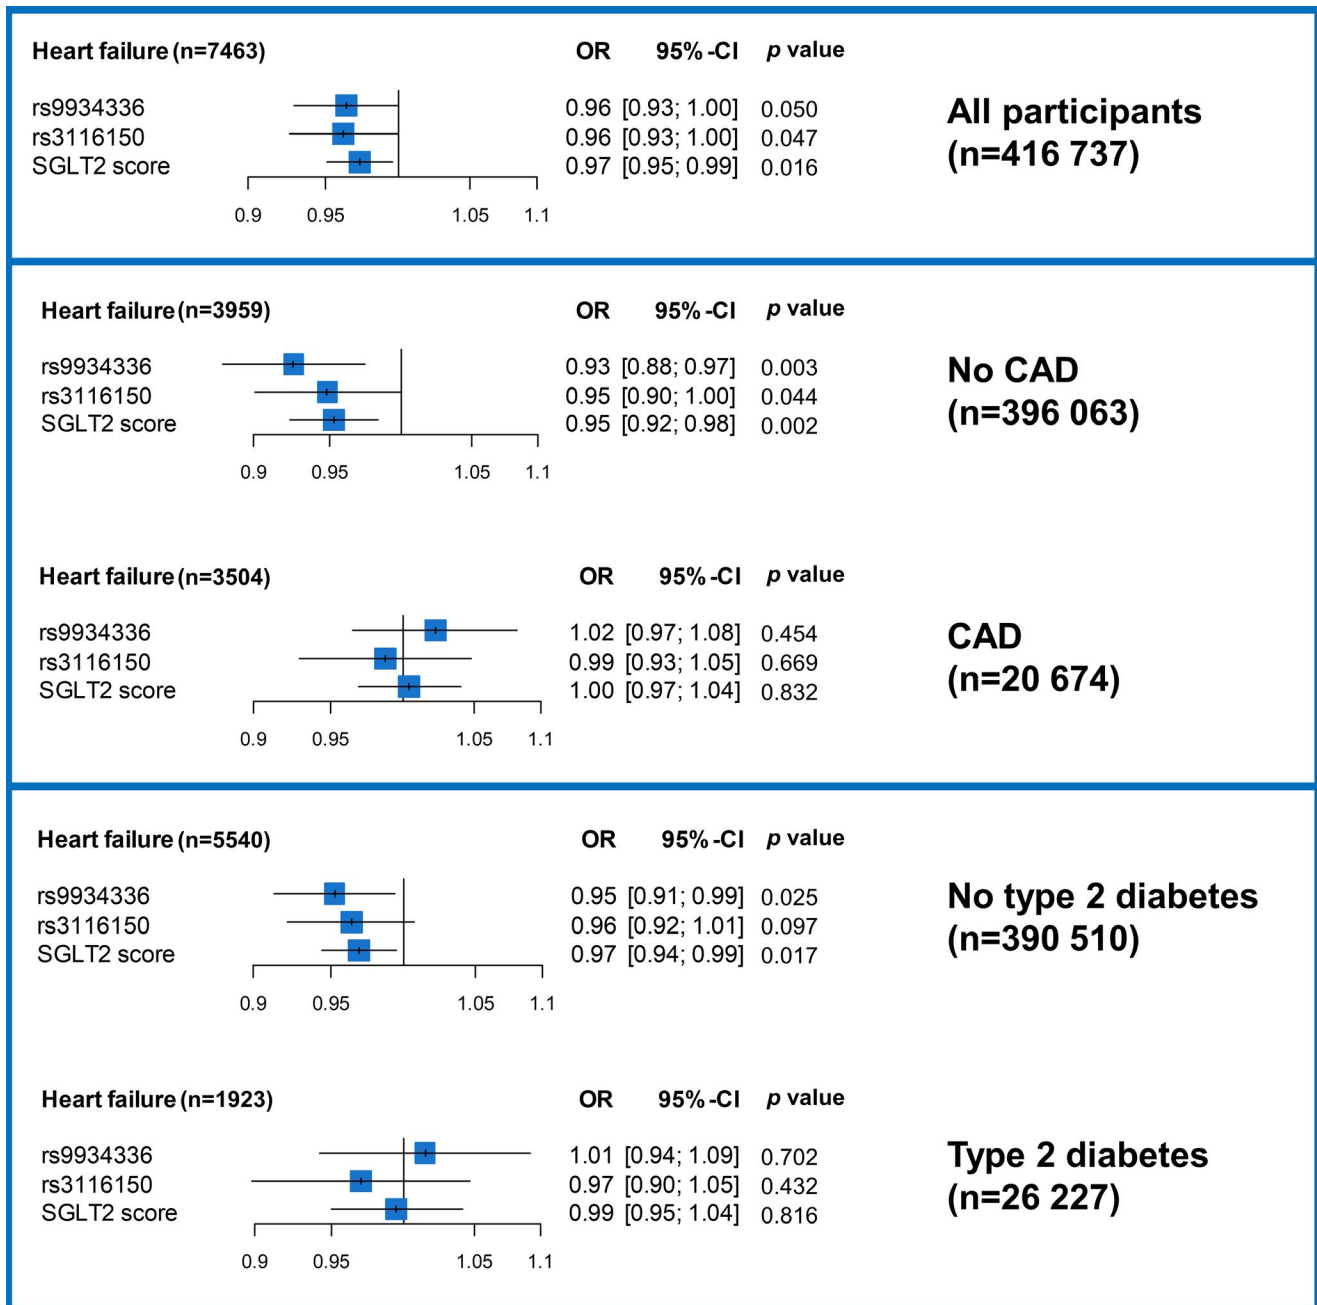 Heart failure (n=7463) OR 95% -CI p value
rs9934336 0.96 [0.93; 1.00] 0.050
rs3116150 0.96 [0.93; 1.00] 0.047
SGLT2 score 0.97 [0.95; 0.99] 0.016
All participants
(n=416 737)
0.9 0.95 1.05 1.1
Heart failure (n=3959) OR 95% -CI p value
rs9934336 0.93 [0.88; 0.97] 0.003
rs3116150 0.95 [0.90; 1.00] 0.044
SGLT2 score 0.95 [0.92; 0.98] 0.002
No CAD
(n=396 063)
0.9 0.95 1.05 1.1
Heart failure (n=3504) OR 95% -CI p value
rs9934336 1.02 [0.97; 1.08] 0.454
rs3116150 0.99 [0.93; 1.05] 0.669
SGLT2 score 1.00 [0.97; 1.04] 0.832
CAD
(n=20 674)
0.9 0.95 1.05 1.1
Heart failure (n=5540) OR 95% -CI p value
rs9934336 0.95 [0.91; 0.99] 0.025
rs3116150 0.96 [0.92; 1.01] 0.097
SGLT2 score 0.97 [0.94; 0.99] 0.017
No type 2 diabetes
(n=390 510)
0.9 0.95 1.05 1.1
Heart failure (n=1923) OR 95% -CI p value
rs9934336 1.01 [0.94; 1.09] 0.702
rs3116150 0.97 [0.90; 1.05] 0.432
SGLT2 score 0.99 [0.95; 1.04] 0.816
Type 2 diabetes
(n=26 227)
0.9 0.95 1.05 1.1